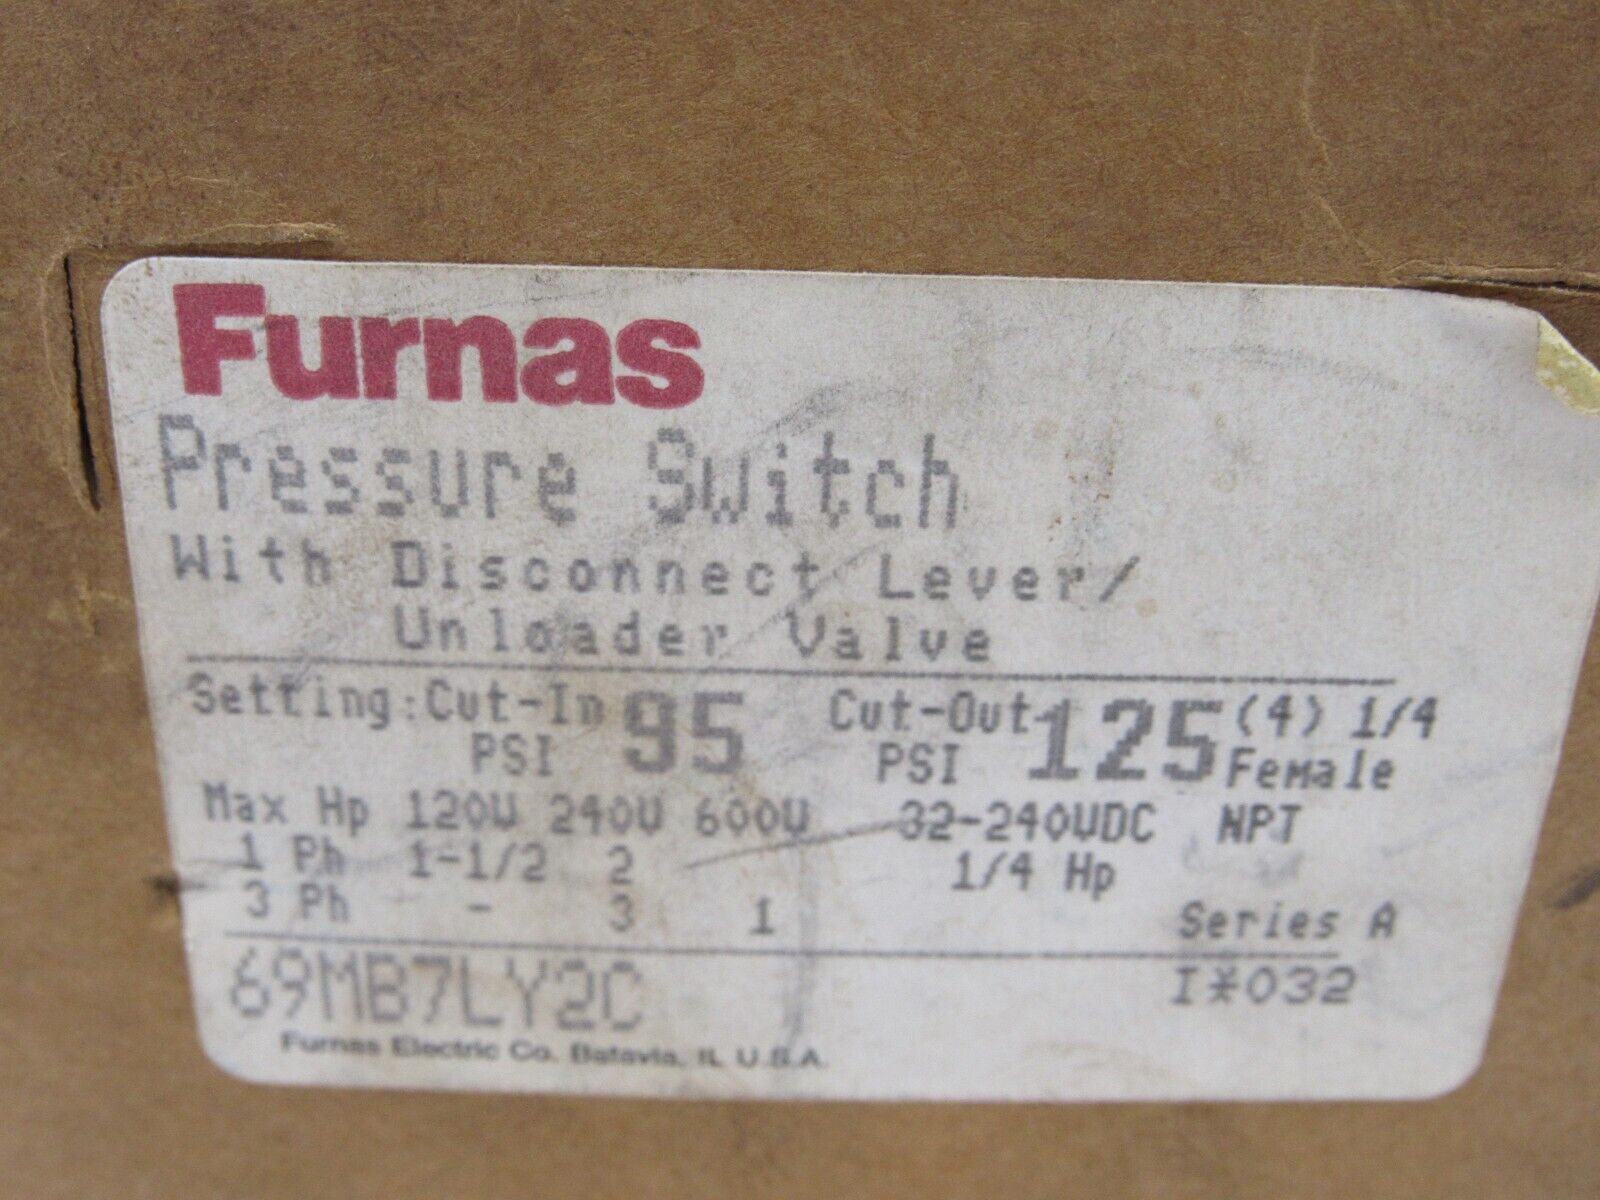 Furnas
Pressure Switch
With Disconnect Lever/
Unloader Valve
Setting: Cut-In 95 Cut-Out 125 (4) 1/4
PSI PSI Female
Max Hp 120V 240V 600V 32-240VDC NPT
1 Ph 1-1/2 2 - 1/4 Hp
3 Ph - 3 1 Series A
69MB7LY2C I*032
Furnas Electric Co. Batavia, IL U.S.A.